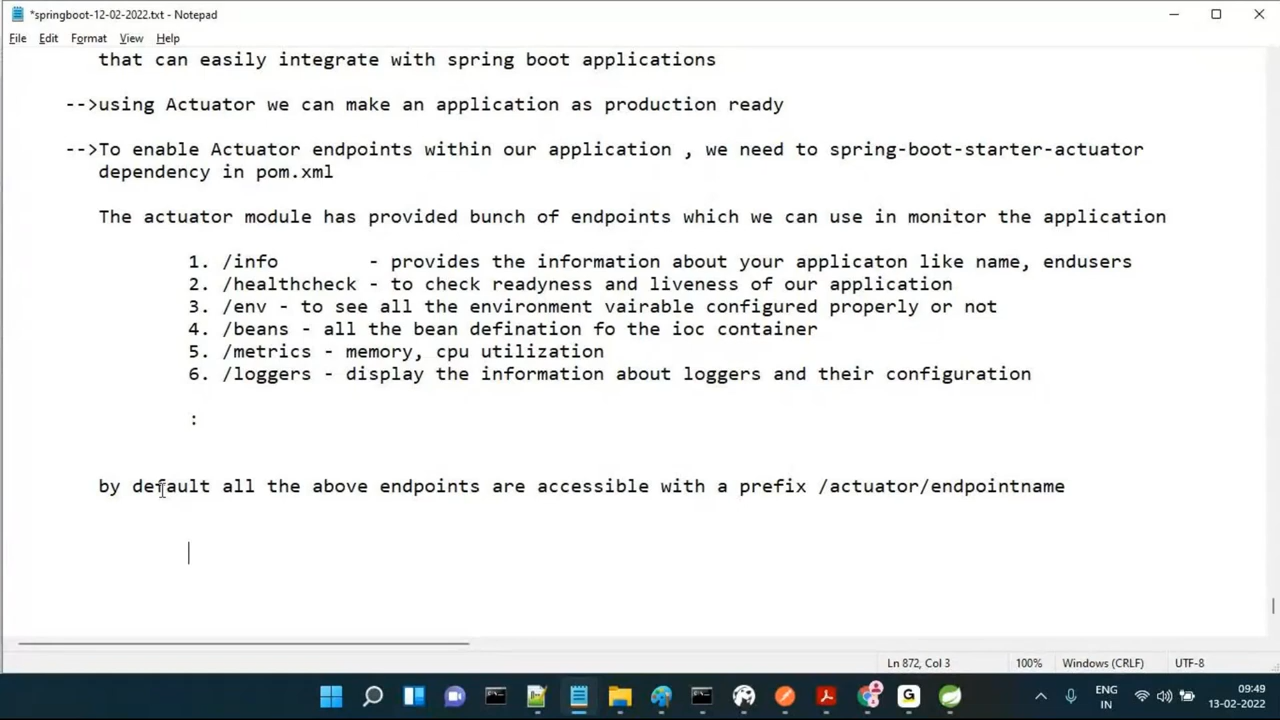 *springboot-12-02-2022.txt - Notepad
File Edit Format View Help
that can easily integrate with spring boot applications
-->using Actuator we can make an application as production ready
-->To enable Actuator endpoints within our application , we need to spring-boot-starter-actuator
dependency in pom.xml
The actuator module has provided bunch of endpoints which we can use in monitor the application
1. /info - provides the information about your applicaton like name, endusers
2. /healthcheck - to check readyness and liveness of our application
3. /env - to see all the environment vairable configured properly or not
4. /beans - all the bean defination fo the ioc container
5. /metrics - memory, cpu utilization
6. /loggers - display the information about loggers and their configuration
:
by default all the above endpoints are accessible with a prefix /actuator/endpointname
Ln 872, Col 3 100% Windows (CRLF) UTF-8
ENG 09:49
IN 13-02-2022